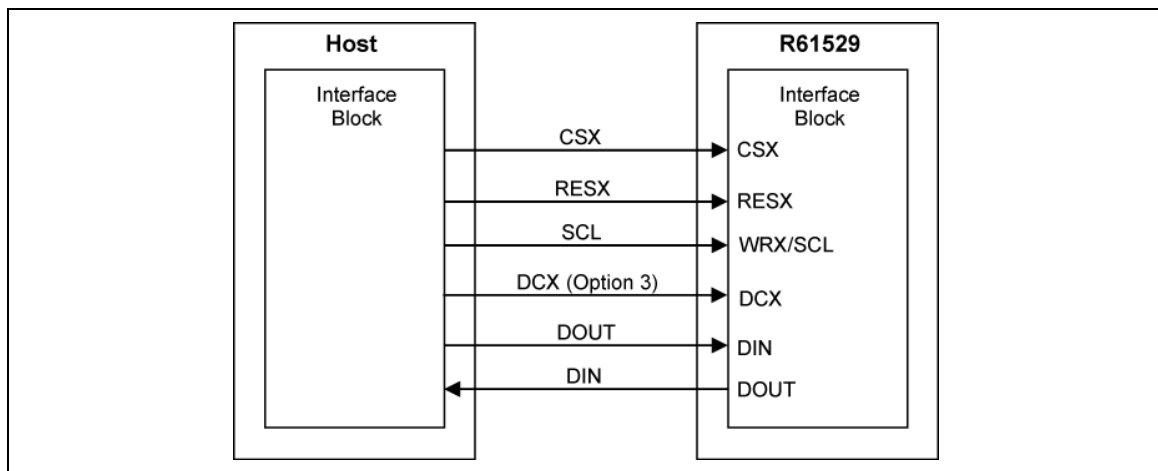 Host
R61529
Interface
Block
Interface
Block
CSX
CSX
RESX
RESX
SCL
WRX/SCL
DCX (Option 3)
DCX
DOUT
DIN
DIN
DOUT